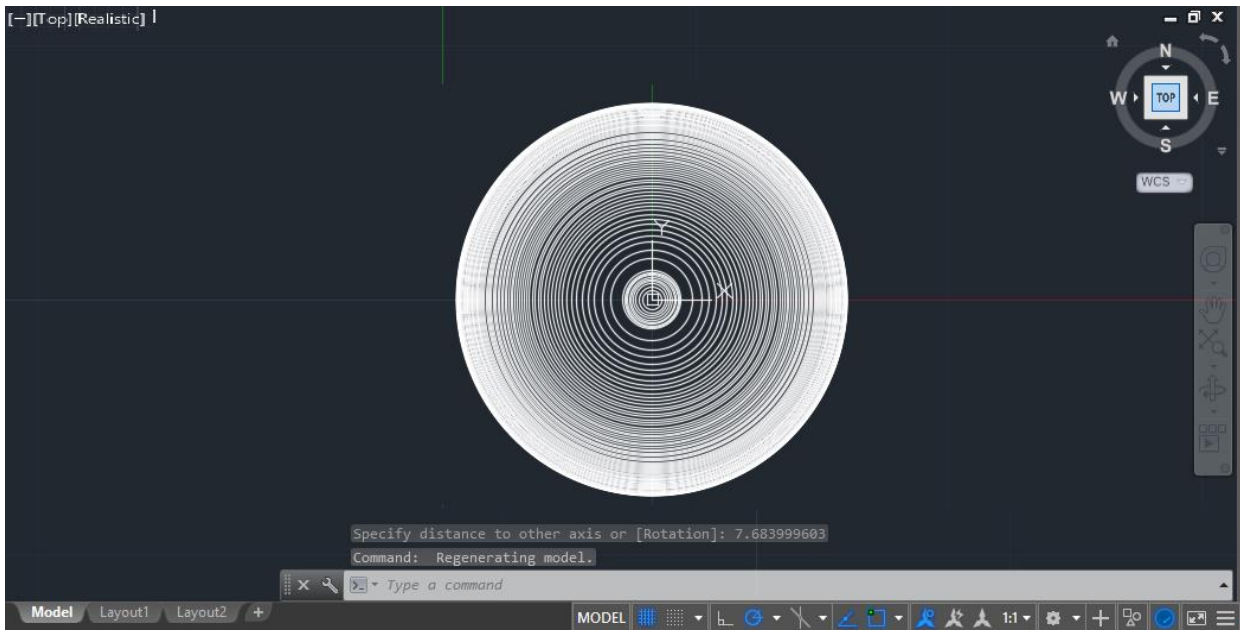 [−][Top][Realistic]
N
W TOP E
S
WCS
Y
X
Specify distance to other axis or [Rotation]: 7.683999603
Command: Regenerating model.
Type a command
Model Layout1 Layout2 + MODEL 1:1